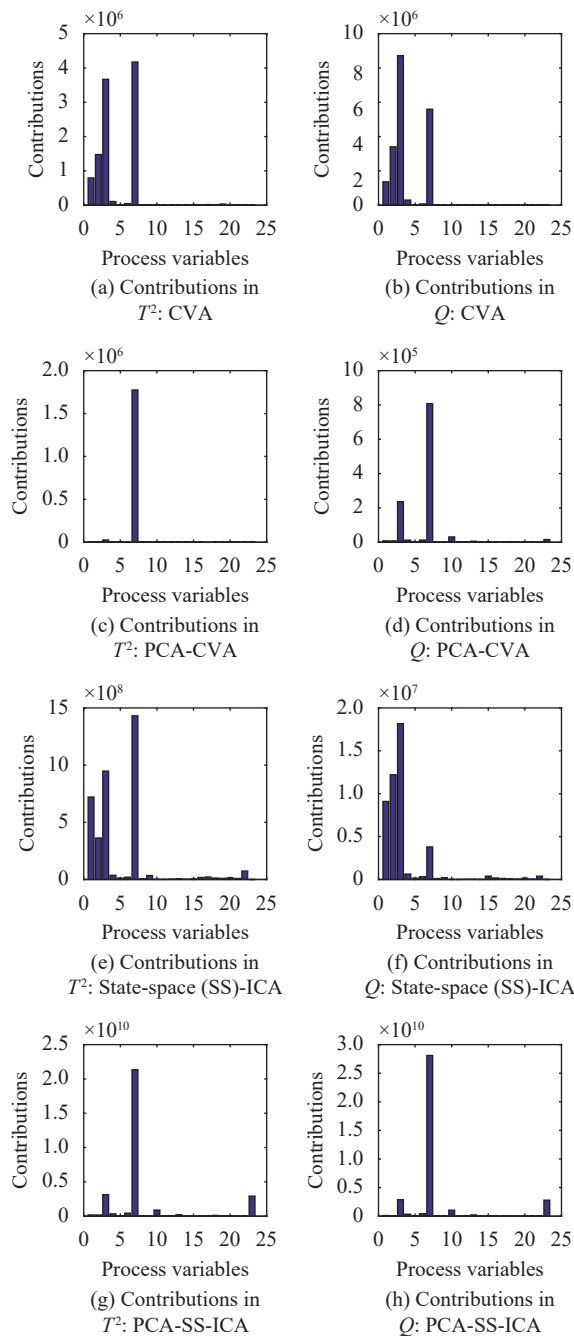 ×10⁶
5
4
3
2
1
0
0 5 10 15 20 25
Contributions
Process variables
(a) Contributions in
T²: CVA
×10⁶
10
8
6
4
2
0
0 5 10 15 20 25
Contributions
Process variables
(b) Contributions in
Q: CVA
×10⁶
2.0
1.5
1.0
0.5
0
0 5 10 15 20 25
Contributions
Process variables
(c) Contributions in
T²: PCA-CVA
×10⁵
10
8
6
4
2
0
0 5 10 15 20 25
Contributions
Process variables
(d) Contributions in
Q: PCA-CVA
×10⁸
15
10
5
0
0 5 10 15 20 25
Contributions
Process variables
(e) Contributions in
T²: State-space (SS)-ICA
×10⁷
2.0
1.5
1.0
0.5
0
0 5 10 15 20 25
Contributions
Process variables
(f) Contributions in
Q: State-space (SS)-ICA
×10¹⁰
2.5
2.0
1.5
1.0
0.5
0
0 5 10 15 20 25
Contributions
Process variables
(g) Contributions in
T²: PCA-SS-ICA
×10¹⁰
3.0
2.5
2.0
1.5
1.0
0.5
0
0 5 10 15 20 25
Contributions
Process variables
(h) Contributions in
Q: PCA-SS-ICA